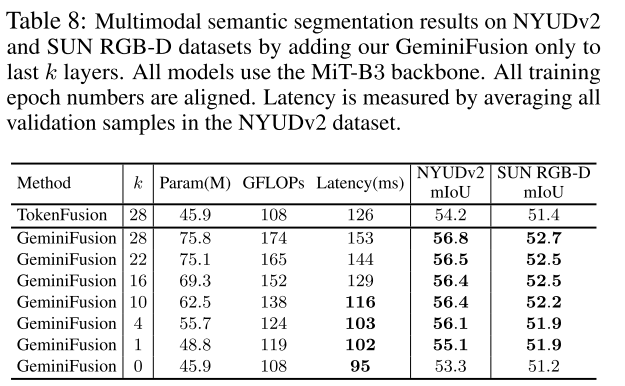 Table 8: Multimodal semantic segmentation results on NYUDv2
and SUN RGB-D datasets by adding our GeminiFusion only to
last k layers. All models use the MiT-B3 backbone. All training
epoch numbers are aligned. Latency is measured by averaging all
validation samples in the NYUDv2 dataset.
Method k Param(M) GFLOPs Latency(ms) NYUDv2 mIoU SUN RGB-D mIoU
TokenFusion 28 45.9 108 126 54.2 51.4
GeminiFusion 28 75.8 174 153 56.8 52.7
GeminiFusion 22 75.1 165 144 56.5 52.5
GeminiFusion 16 69.3 152 129 56.4 52.5
GeminiFusion 10 62.5 138 116 56.4 52.2
GeminiFusion 4 55.7 124 103 56.1 51.9
GeminiFusion 1 48.8 119 102 55.1 51.9
GeminiFusion 0 45.9 108 95 53.3 51.2